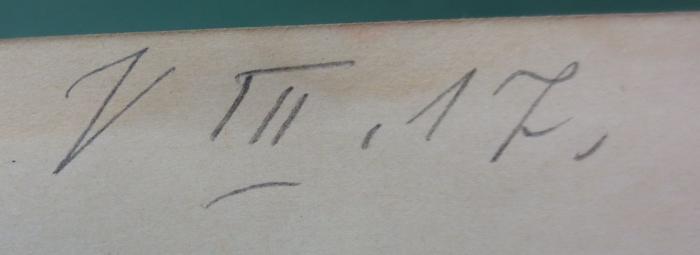 V III, 17,